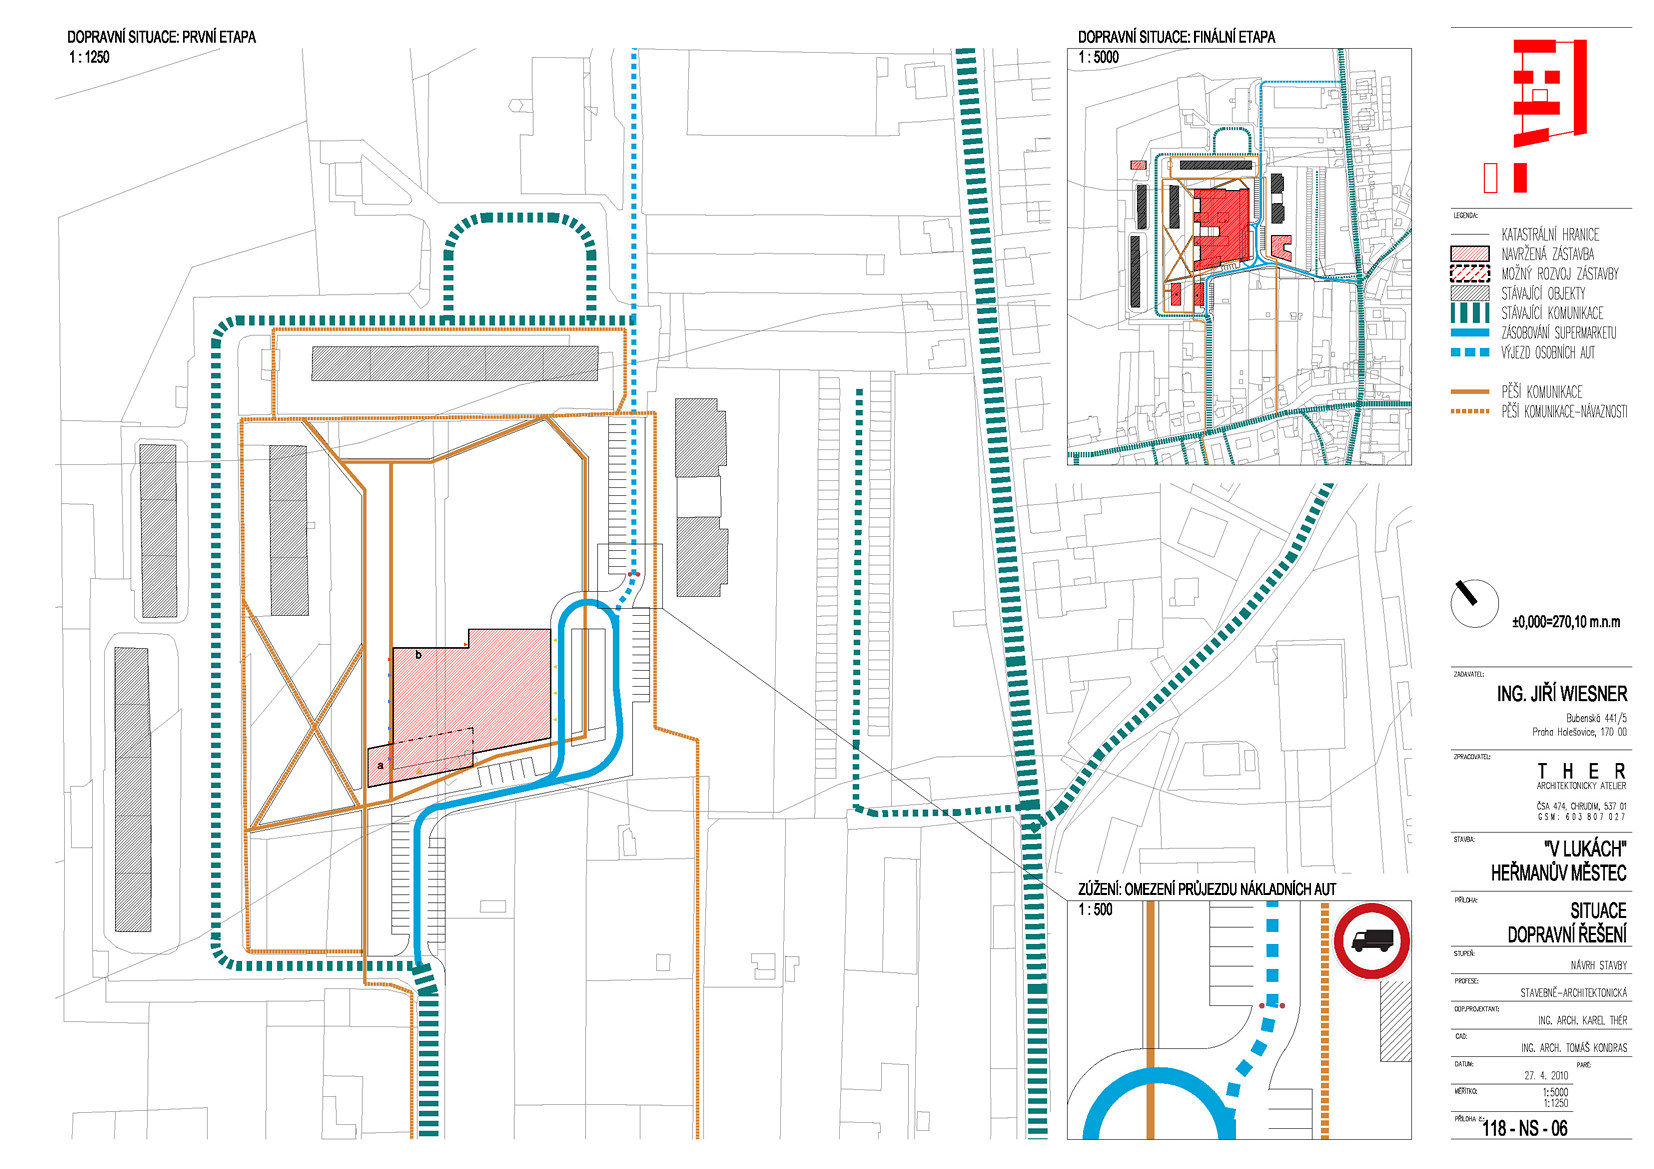 DOPRAVNÍ SITUACE: PRVNÍ ETAPA
1 : 1250
b
a
DOPRAVNÍ SITUACE: FINÁLNÍ ETAPA
1 : 5000
ZÚŽENÍ: OMEZENÍ PRŮJEZDU NÁKLADNÍCH AUT
1 : 500
LEGENDA:
KATASTRÁLNÍ HRANICE
NAVRŽENÁ ZÁSTAVBA
MOŽNÝ ROZVOJ ZÁSTAVBY
STÁVAJÍCÍ OBJEKTY
STÁVAJÍCÍ KOMUNIKACE
ZÁSOBOVÁNÍ SUPERMARKETU
VÝJEZD OSOBNÍCH AUT
PĚŠÍ KOMUNIKACE
PĚŠÍ KOMUNIKACE-NÁVAZNOSTI
±0,000=270,10 m.n.m
ZADAVATEL:
ING. JIŘÍ WIESNER
Bubenská 441/5
Praha Holešovice, 170 00
ZPRACOVATEL:
T H E R
ARCHITEKTONICKÝ ATELIER
ČSA 474, CHRUDIM, 537 01
GSM: 603 807 027
STAVBA:
"V LUKÁCH"
HEŘMANŮV MĚSTEC
PŘÍLOHA:
SITUACE
DOPRAVNÍ ŘEŠENÍ
STUPEŇ:
NÁVRH STAVBY
PROFESE:
STAVEBNĚ-ARCHITEKTONICKÁ
ODP.PROJEKTANT:
ING. ARCH. KAREL THÉR
CAD:
ING. ARCH. TOMÁŠ KONDRAS
DATUM: PARÉ:
27. 4. 2010
MĚŘÍTKO: 1:5000
1:1250
PŘÍLOHA č.: 118 - NS - 06